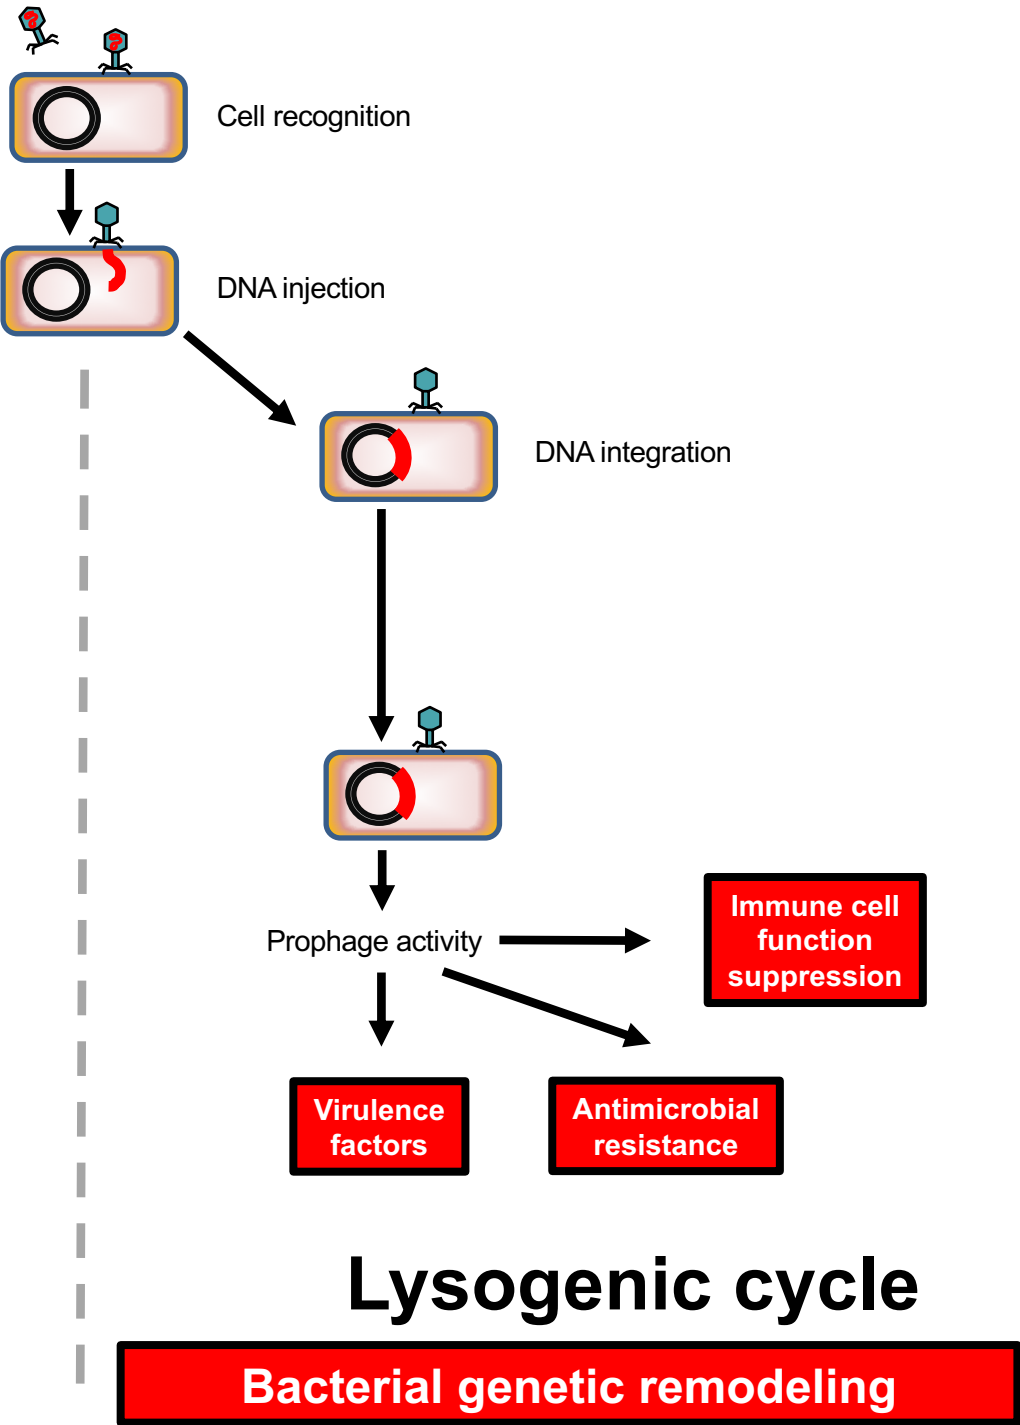 Cell recognition
DNA injection
DNA integration
Prophage activity
Immune cell
function
suppression
Virulence
factors
Antimicrobial
resistance
Lysogenic cycle
Bacterial genetic remodeling